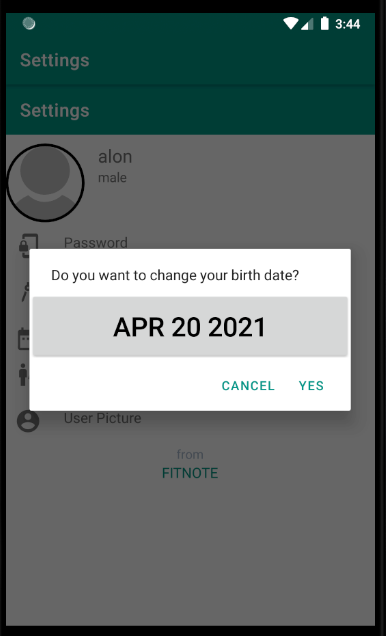 3:44
Settings
Settings
alon
male
Password
Do you want to change your birth date?
APR 20 2021
CANCEL YES
User Picture
from
FITNOTE